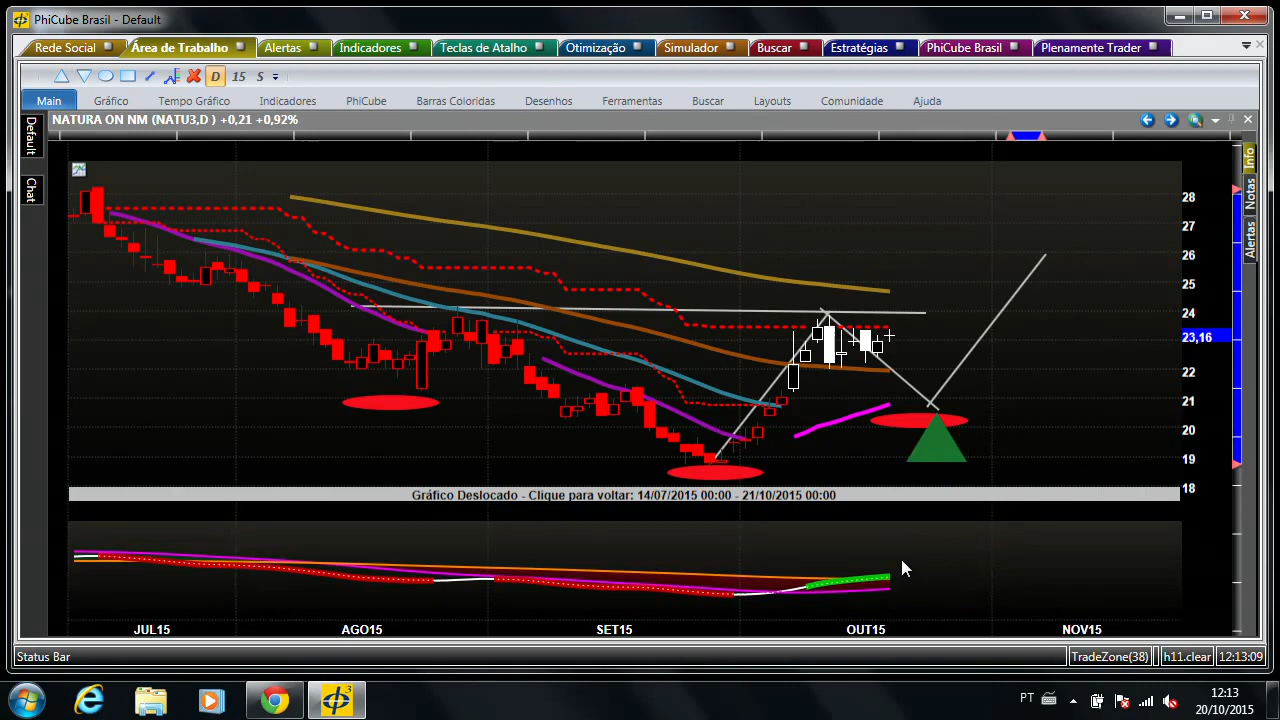 PhiCube Brasil - Default
Rede Social Área de Trabalho Alertas Indicadores Teclas de Atalho Otimização Simulador Buscar Estratégias PhiCube Brasil Plenamente Trader
D 15 S
Main Gráfico Tempo Gráfico Indicadores PhiCube Barras Coloridas Desenhos Ferramentas Buscar Layouts Comunidade Ajuda
NATURA ON NM (NATU3,D ) +0,21 +0,92%
Default
Chat
Info
Notas
Alertas
28
27
26
25
24
23,16
22
21
20
19
18
Gráfico Deslocado - Clique para voltar: 14/07/2015 00:00 - 21/10/2015 00:00
JUL15 AGO15 SET15 OUT15 NOV15
Status Bar TradeZone(38) h11.clear 12:13:09
PT 12:13
20/10/2015